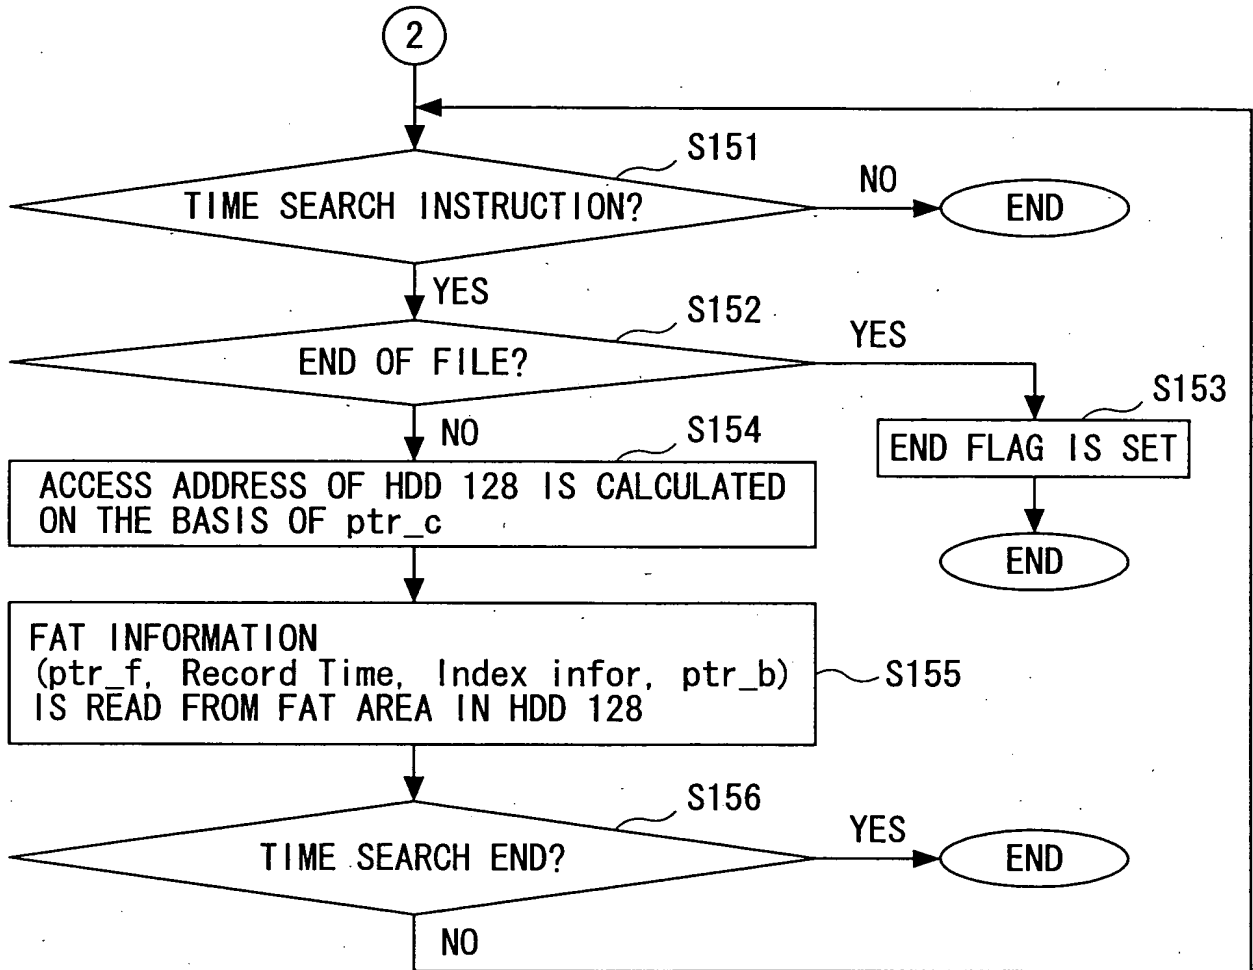 2
S151
TIME SEARCH INSTRUCTION?
NO
END
YES
S152
END OF FILE?
YES
S153
END FLAG IS SET
END
NO
S154
ACCESS ADDRESS OF HDD 128 IS CALCULATED
ON THE BASIS OF ptr_c
FAT INFORMATION
(ptr_f, Record Time, Index infor, ptr_b)
IS READ FROM FAT AREA IN HDD 128
S155
S156
TIME SEARCH END?
YES
END
NO